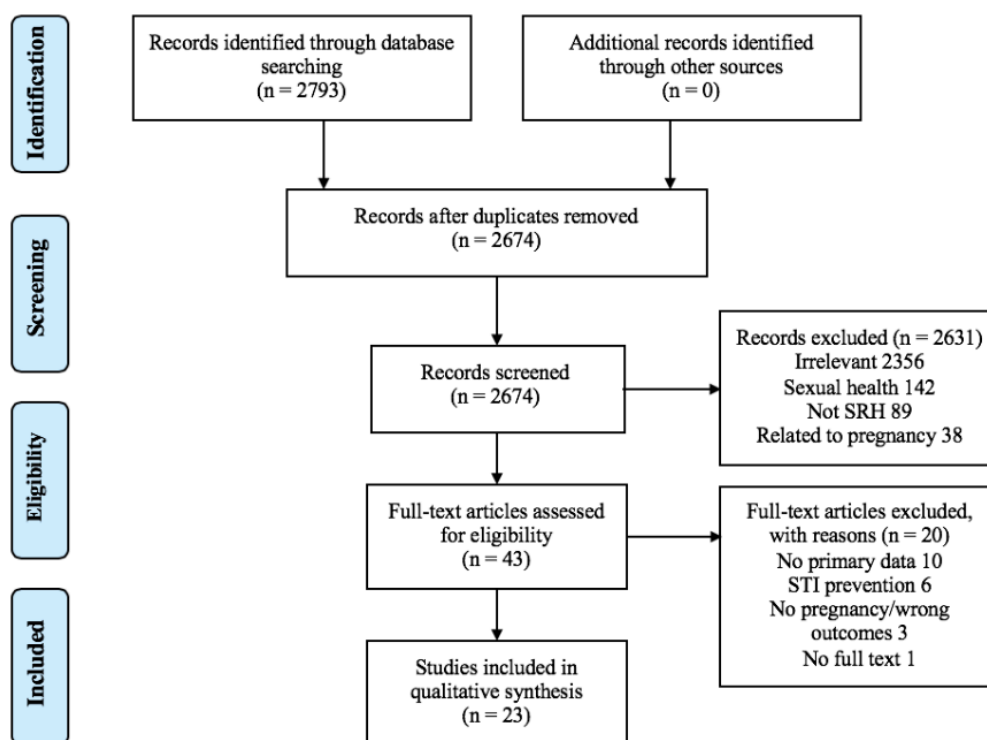 Identification
Records identified through database
searching
(n = 2793)
Additional records identified
through other sources
(n = 0)
Records after duplicates removed
(n = 2674)
Screening
Records screened
(n = 2674)
Records excluded (n = 2631)
Irrelevant 2356
Sexual health 142
Not SRH 89
Related to pregnancy 38
Eligibility
Full-text articles assessed
for eligibility
(n = 43)
Full-text articles excluded,
with reasons (n = 20)
No primary data 10
STI prevention 6
No pregnancy/wrong
outcomes 3
No full text 1
Included
Studies included in
qualitative synthesis
(n = 23)